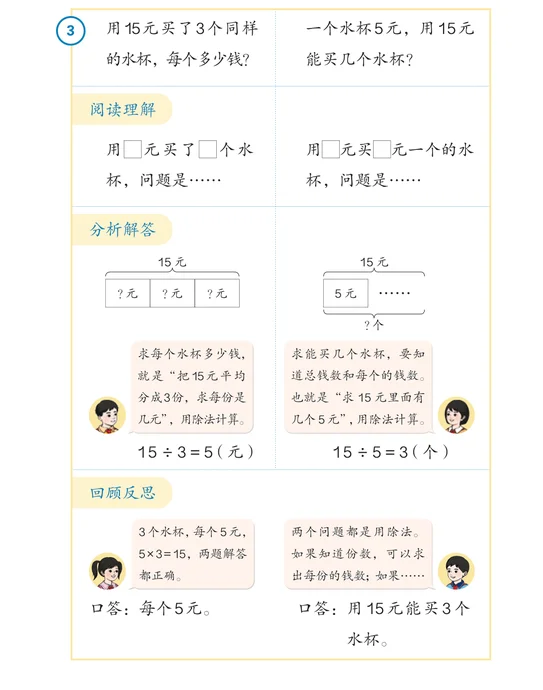 3
用15元买了3个同样
的水杯，每个多少钱？
一个水杯5元，用15元
能买几个水杯？
阅读理解
用□元买了□个水
杯，问题是……
用□元买□元一个的水
杯，问题是……
分析解答
15元
?元 ?元 ?元
15元
5元 ……
?个
求每个水杯多少钱，
就是“把15元平均
分成3份，求每份是
几元”，用除法计算。
求能买几个水杯，要知
道总钱数和每个的钱数。
也就是“求15元里面有
几个5元”，用除法计算。
15÷3=5(元)
15÷5=3(个)
回顾反思
3个水杯，每个5元，
5×3=15，两题解答
都正确。
两个问题都是用除法。
如果知道份数，可以求
出每份的钱数；如果……
口答：每个5元。
口答：用15元能买3个
水杯。